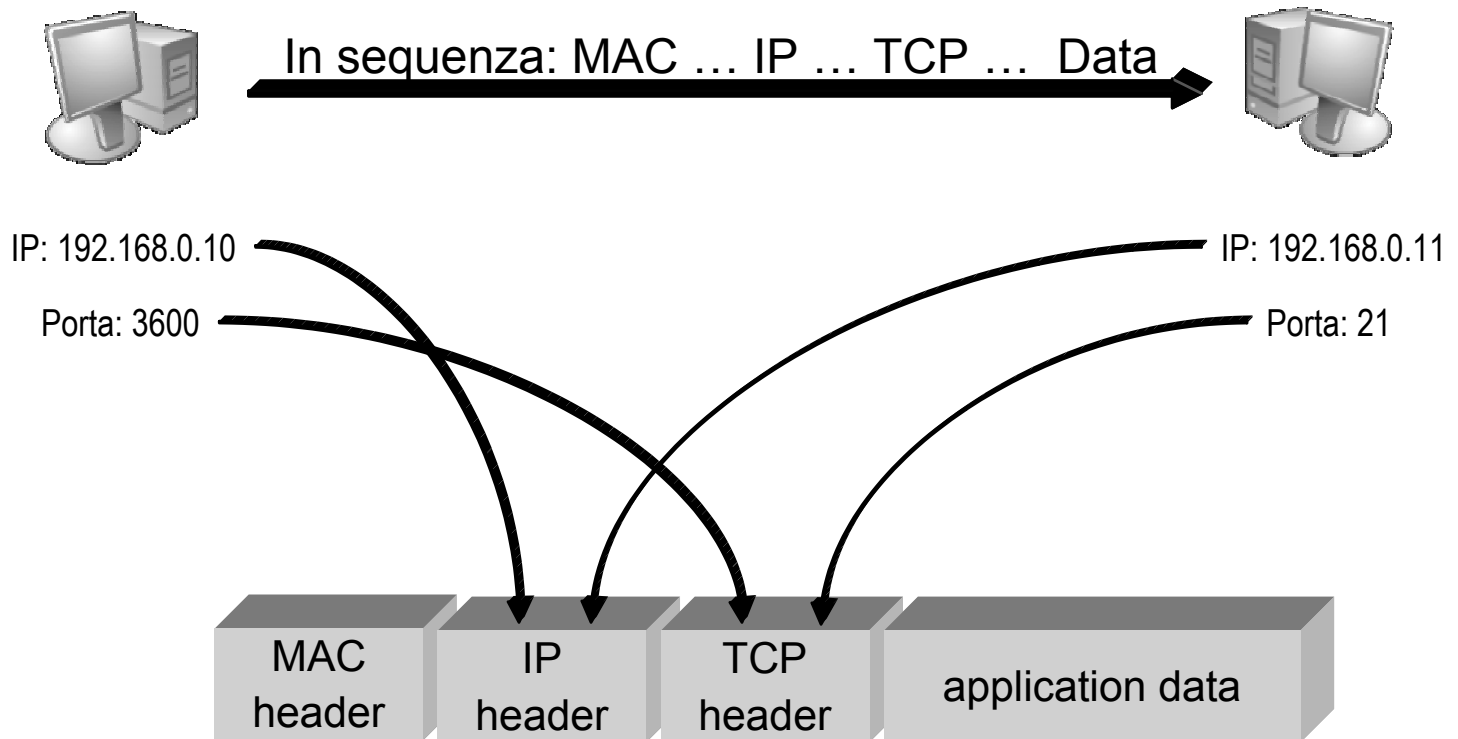 In sequenza: MAC … IP … TCP … Data
IP: 192.168.0.10
IP: 192.168.0.11
Porta: 3600
Porta: 21
MAC
header
IP
header
TCP
header
application data